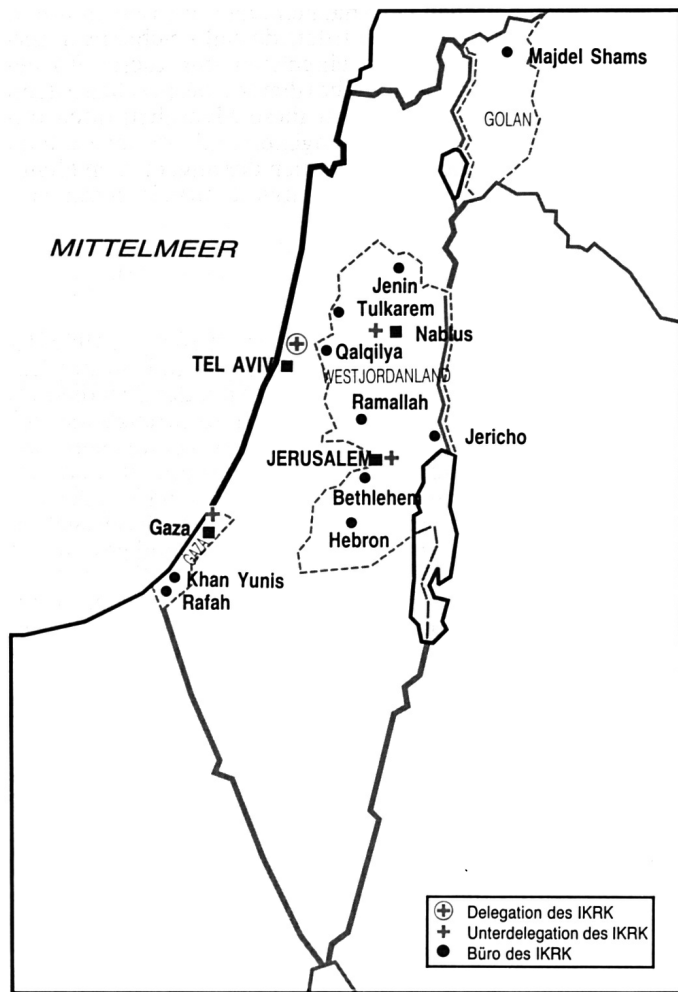 Majdel Shams
GOLAN
MITTELMEER
Jenin
Tulkarem
Nablus
Qalqilya
TEL AVIV
WESTJORDANLAND
Ramallah
Jericho
JERUSALEM
Bethlehem
Gaza
Hebron
GAZA
Khan Yunis
Rafah
Delegation des IKRK
Unterdelegation des IKRK
Büro des IKRK